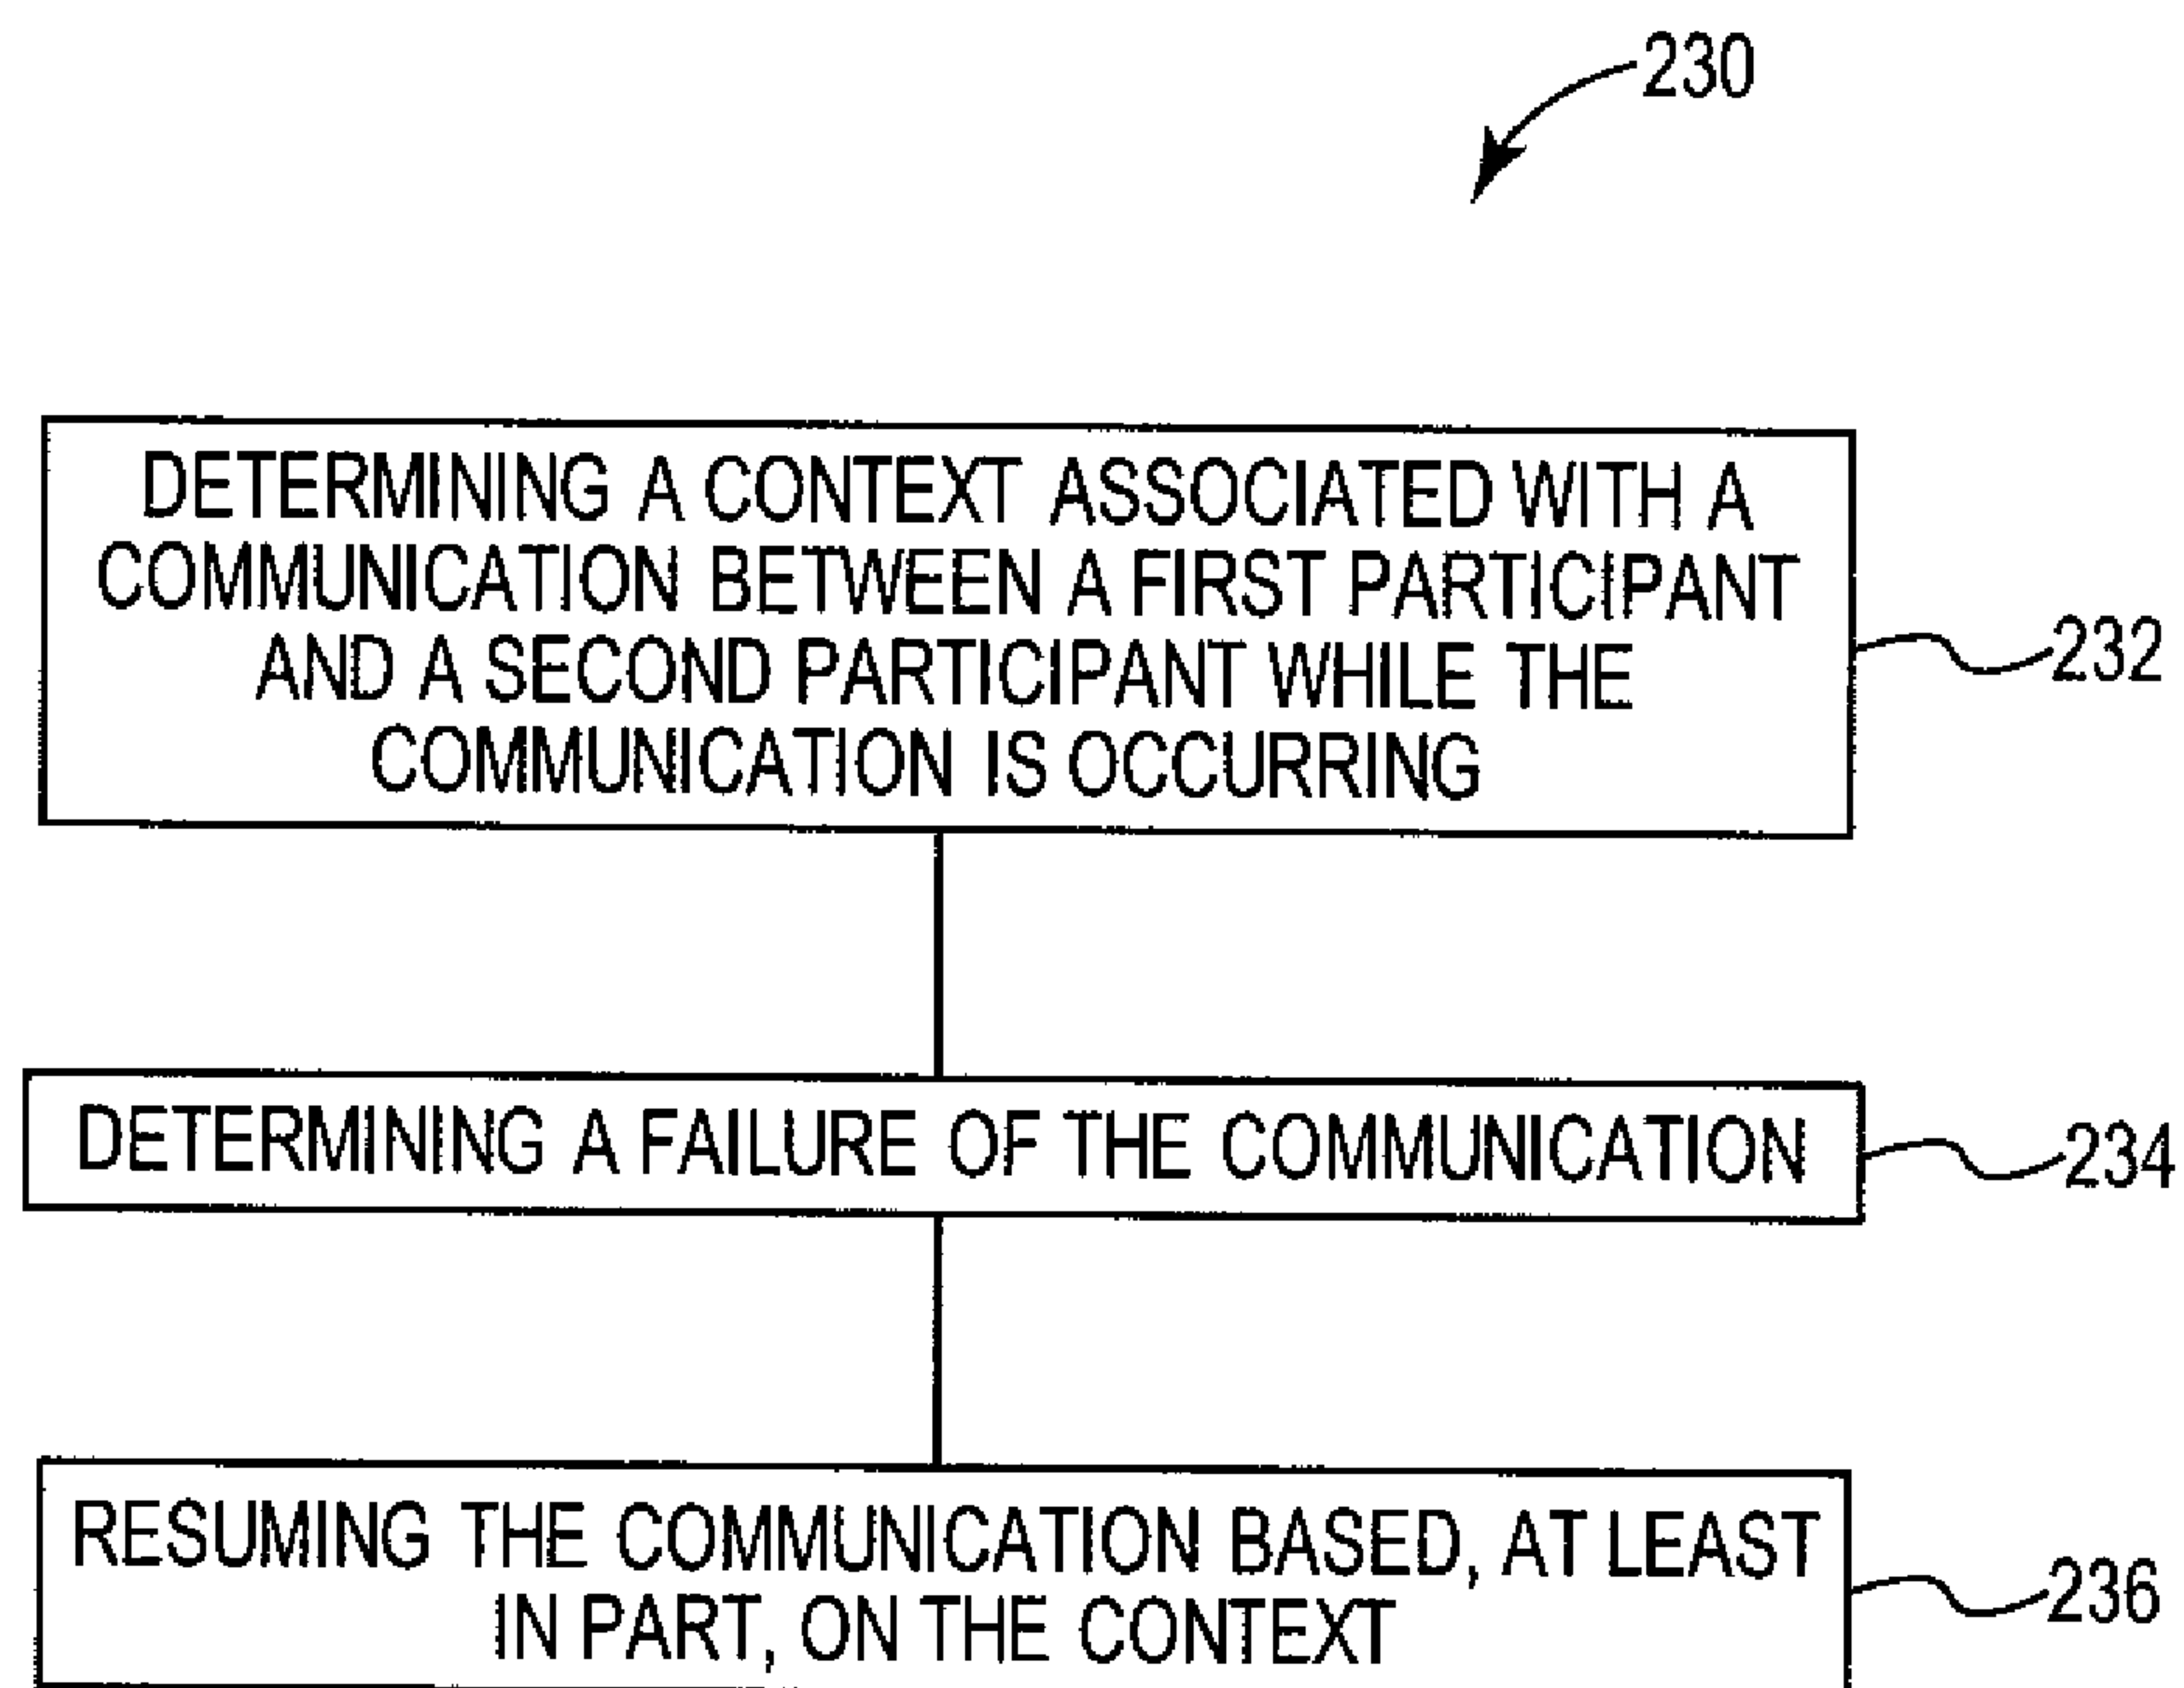 230
DETERMINING A CONTEXT ASSOCIATED WITH A
COMMUNICATION BETWEEN A FIRST PARTICIPANT
AND A SECOND PARTICIPANT WHILE THE
COMMUNICATION IS OCCURRING
232
DETERMINING A FAILURE OF THE COMMUNICATION
234
RESUMING THE COMMUNICATION BASED, AT LEAST
IN PART, ON THE CONTEXT
236